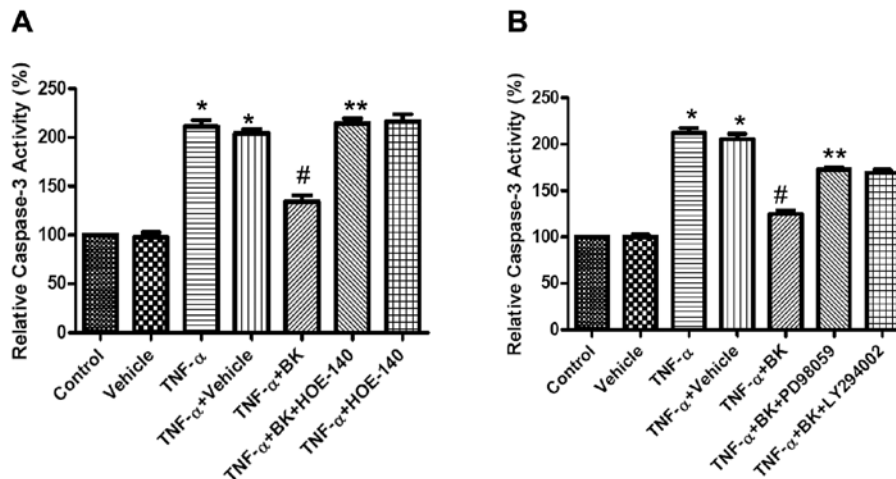 A
Relative Caspase-3 Activity (%)
250
200
150
100
50
0
*
*
#
**
Control
Vehicle
TNF-α
TNF-α+Vehicle
TNF-α+BK
TNF-α+BK+HOE-140
TNF-α+HOE-140
B
Relative Caspase-3 Activity (%)
250
200
150
100
50
0
*
*
#
**
Control
Vehicle
TNF-α
TNF-α+Vehicle
TNF-α+BK
TNF-α+BK+PD98059
TNF-α+BK+LY294002